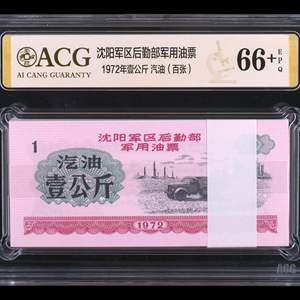 ACG
AI CANG GUARANTY
沈阳军区后勤部军用油票
1972年壹公斤 汽油（百张）
66+
EPQ
沈阳军区后勤部
军用油票
1
汽油
壹公斤
1972
ACG